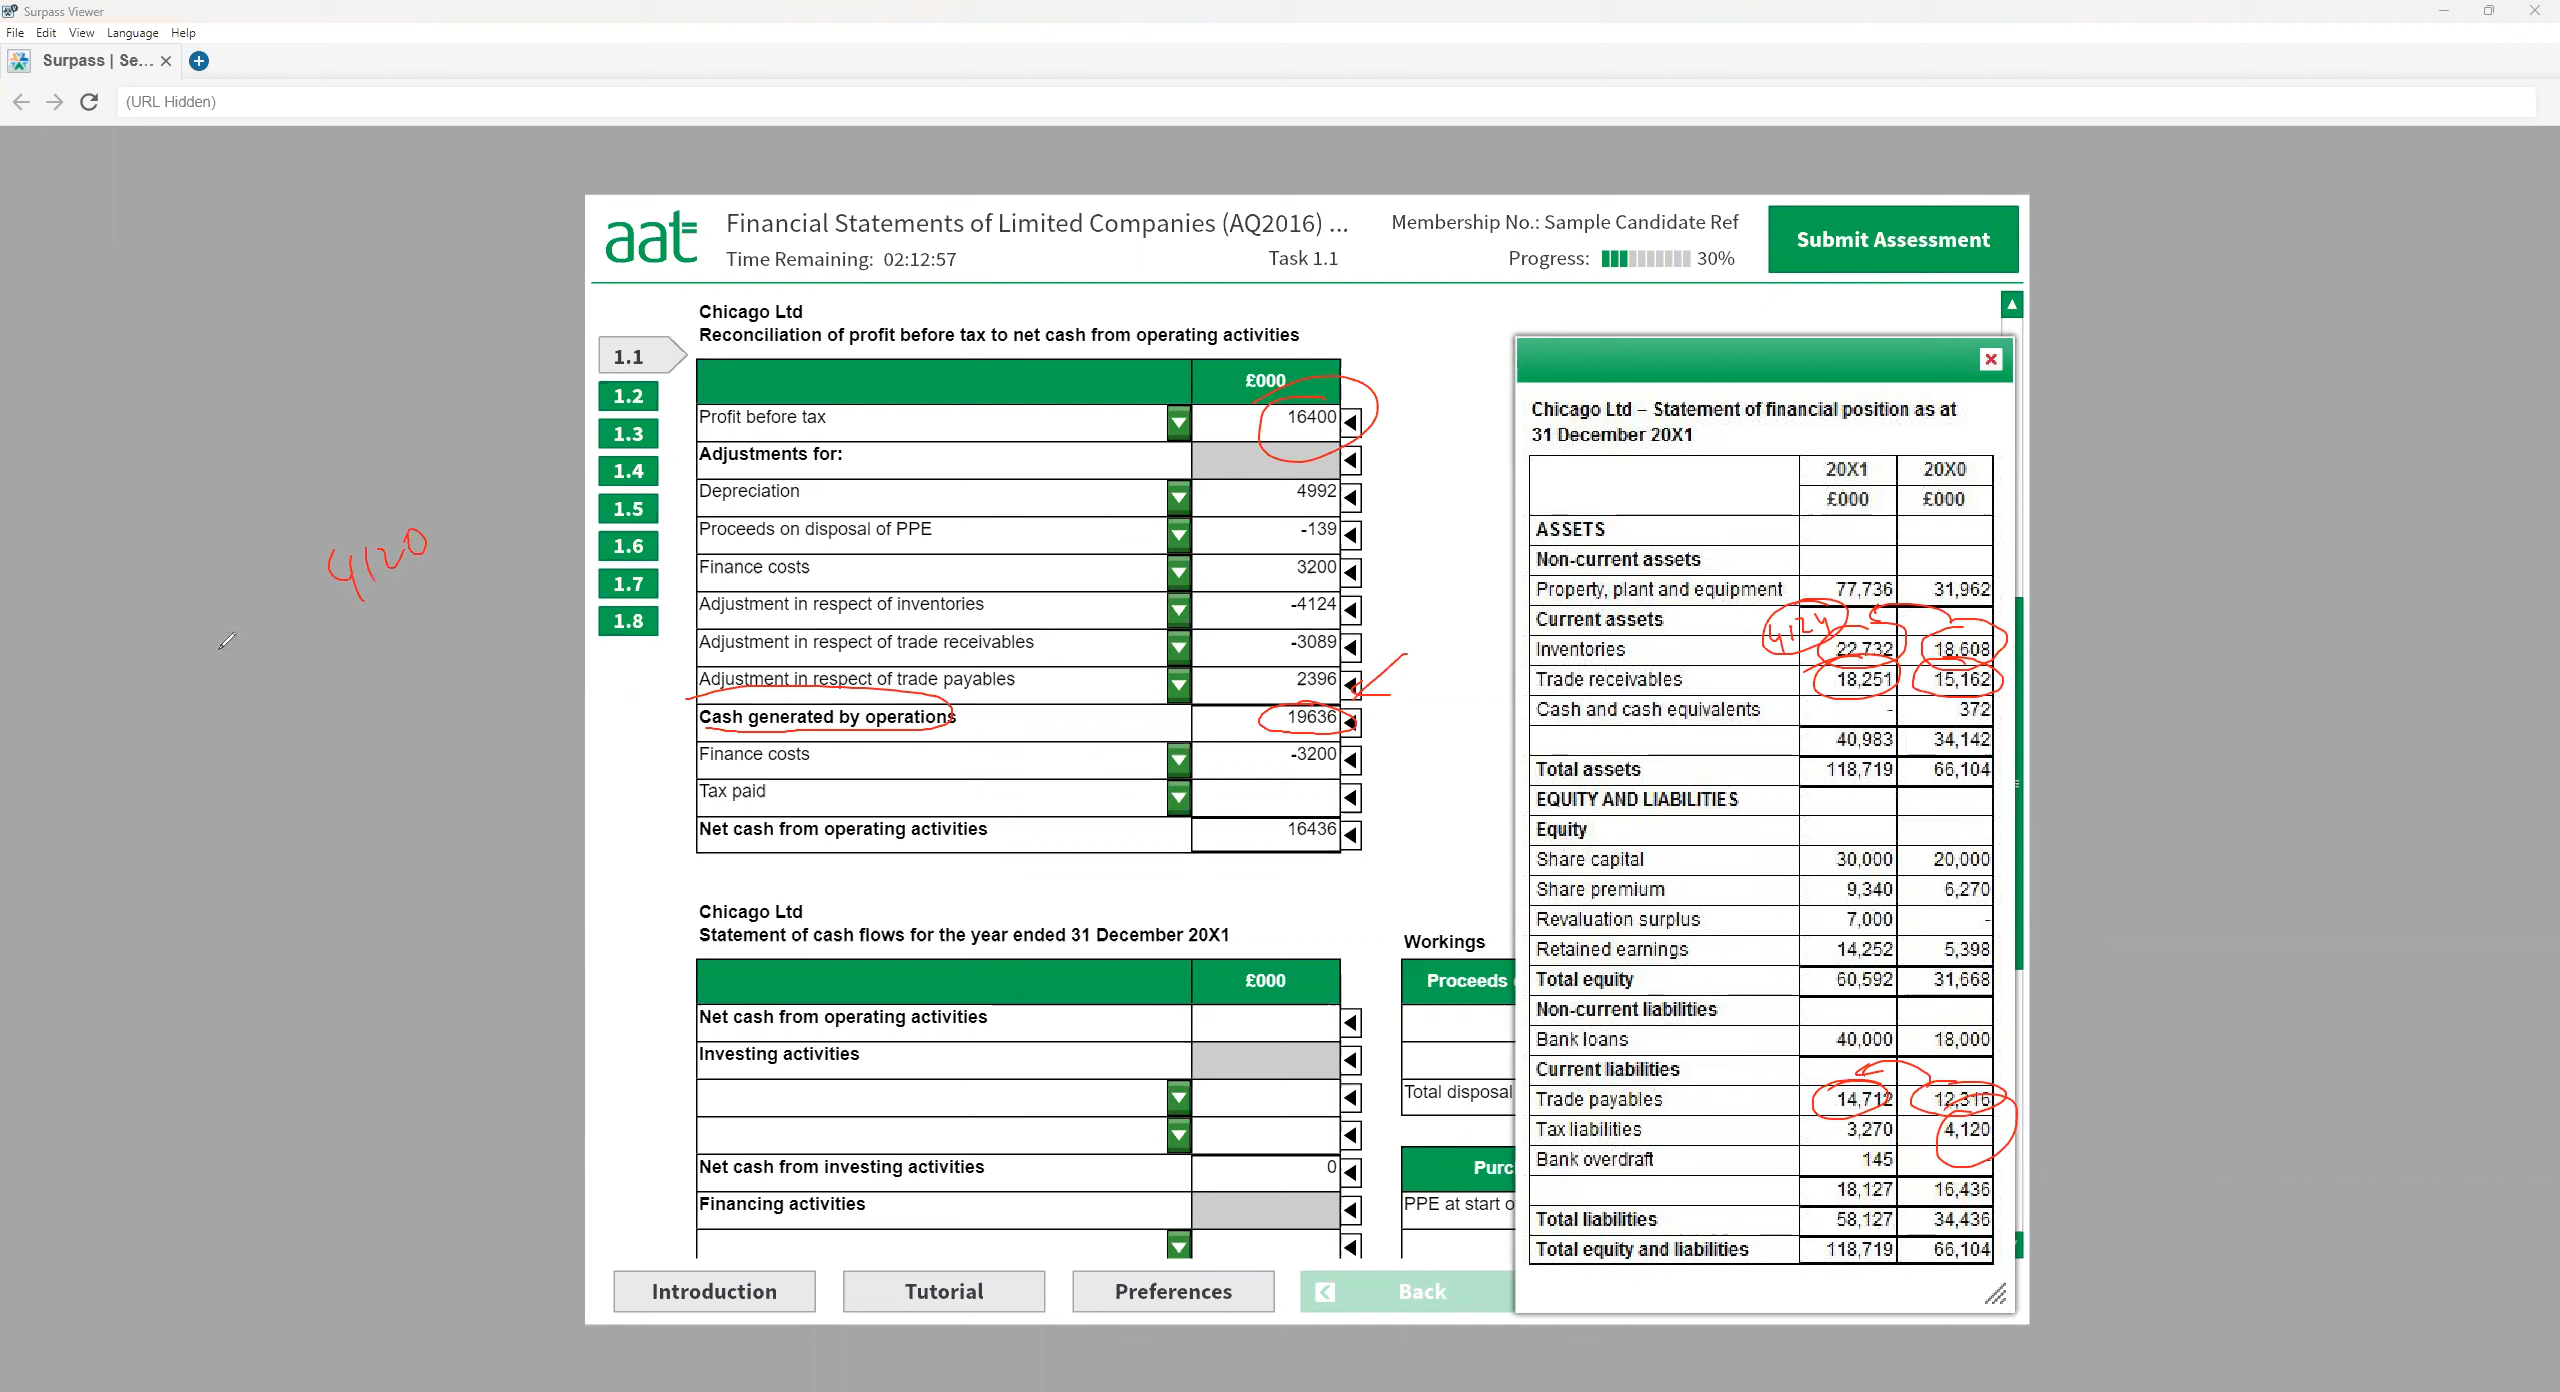 Surpass Viewer
File Edit View Language Help
Surpass | Se...
(URL Hidden)
aat
Financial Statements of Limited Companies (AQ2016) ...
Membership No.: Sample Candidate Ref
Submit Assessment
Time Remaining: 02:12:57
Task 1.1
Progress: 30%
1.1
1.2
1.3
1.4
1.5
1.6
1.7
1.8
4120
Chicago Ltd
Reconciliation of profit before tax to net cash from operating activities
£000
Profit before tax 16400
Adjustments for:
Depreciation 4992
Proceeds on disposal of PPE -139
Finance costs 3200
Adjustment in respect of inventories -4124
Adjustment in respect of trade receivables -3089
Adjustment in respect of trade payables 2396
Cash generated by operations 19636
Finance costs -3200
Tax paid
Net cash from operating activities 16436
Chicago Ltd
Statement of cash flows for the year ended 31 December 20X1
£000
Net cash from operating activities
Investing activities
Net cash from investing activities 0
Financing activities
Workings
Proceeds
Total disposal
Purc
PPE at start o
Chicago Ltd – Statement of financial position as at
31 December 20X1
20X1 20X0
£000 £000
ASSETS
Non-current assets
Property, plant and equipment 77,736 31,962
Current assets
4124
Inventories 22,732 18,608
Trade receivables 18,251 15,162
Cash and cash equivalents - 372
40,983 34,142
Total assets 118,719 66,104
EQUITY AND LIABILITIES
Equity
Share capital 30,000 20,000
Share premium 9,340 6,270
Revaluation surplus 7,000 -
Retained earnings 14,252 5,398
Total equity 60,592 31,668
Non-current liabilities
Bank loans 40,000 18,000
Current liabilities
Trade payables 14,712 12,316
Tax liabilities 3,270 4,120
Bank overdraft 145
18,127 16,436
Total liabilities 58,127 34,436
Total equity and liabilities 118,719 66,104
Introduction
Tutorial
Preferences
Back